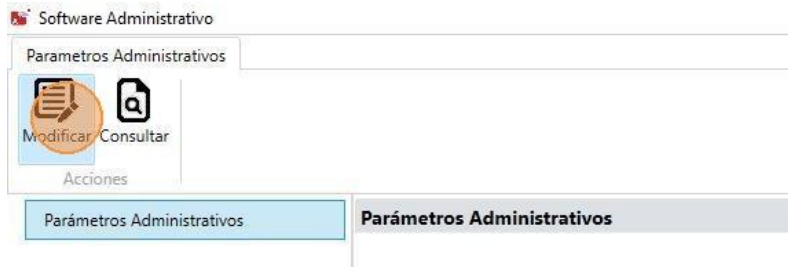 Software Administrativo
Parametros Administrativos
Modificar Consultar
Acciones
Parámetros Administrativos
Parámetros Administrativos